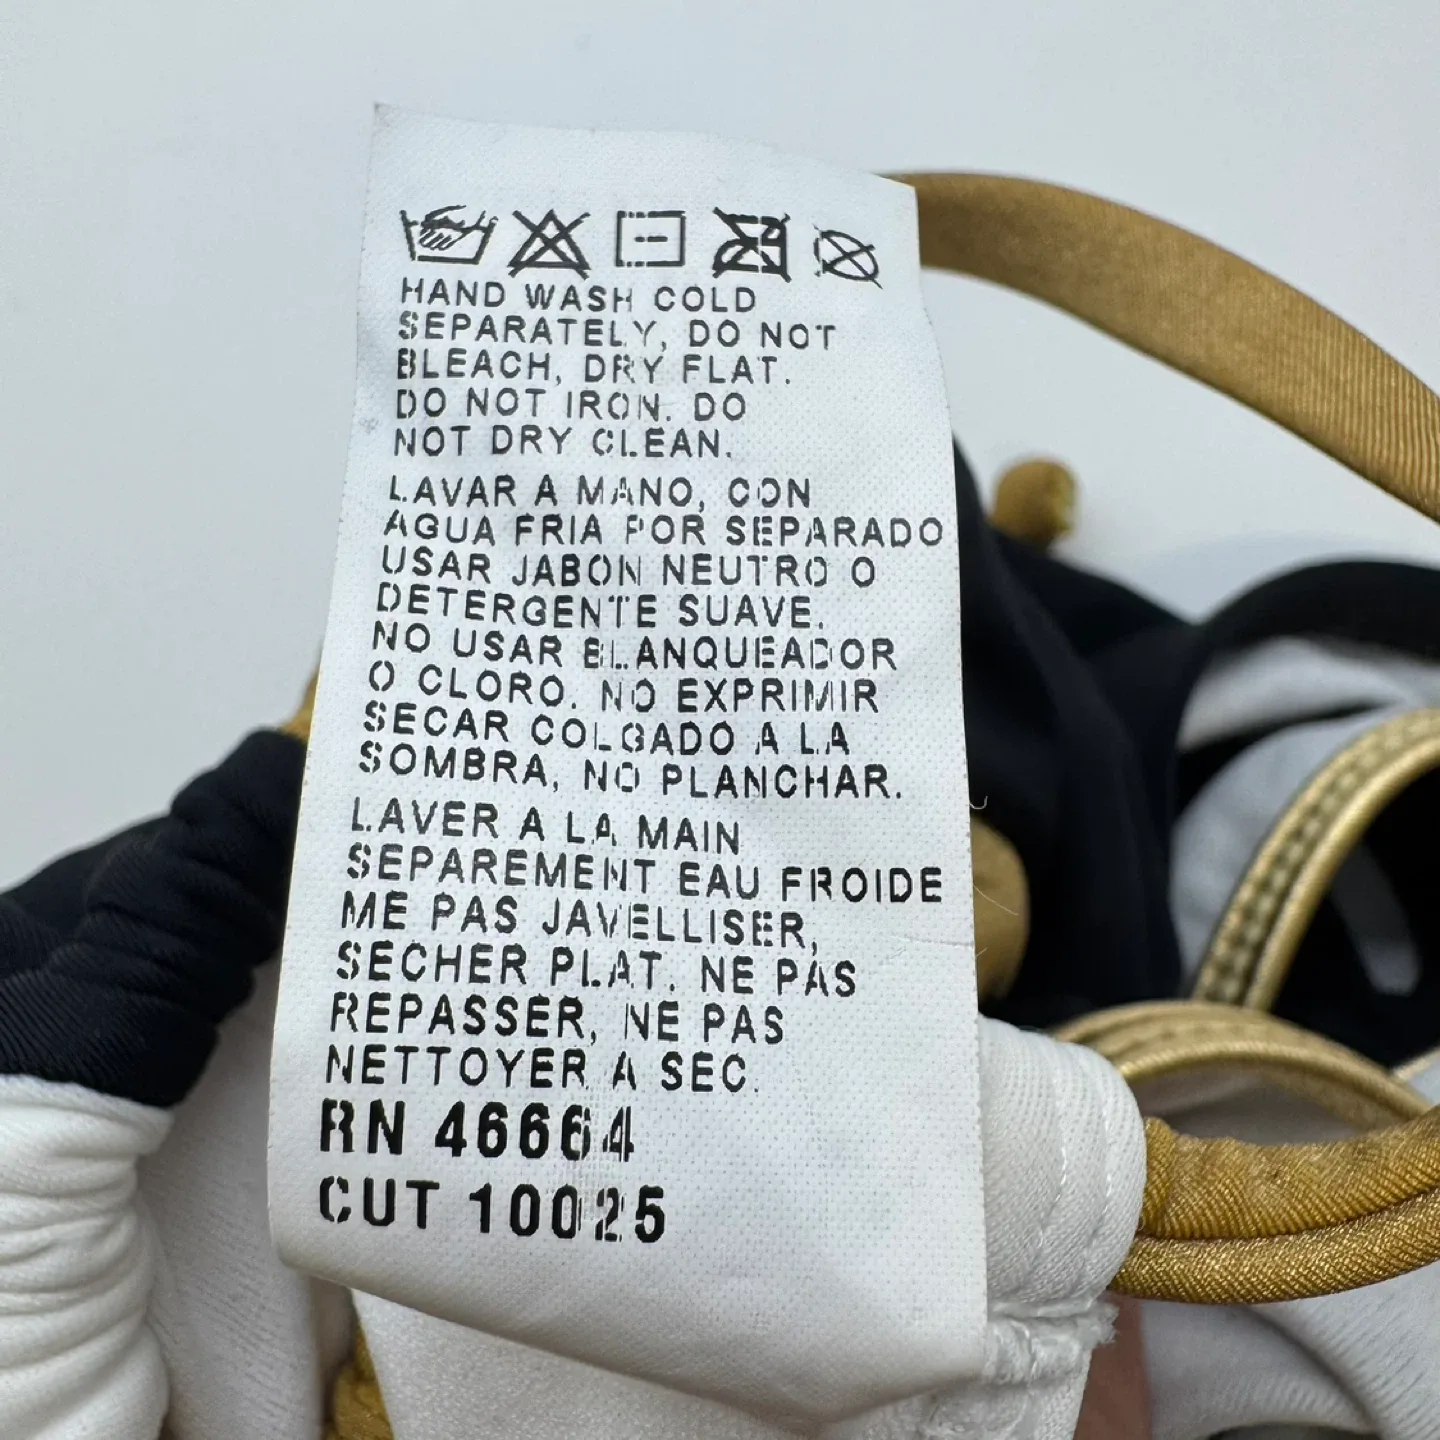 HAND WASH COLD
SEPARATELY, DO NOT
BLEACH, DRY FLAT.
DO NOT IRON. DO
NOT DRY CLEAN.
LAVAR A MANO, CON
AGUA FRIA POR SEPARADO
USAR JABON NEUTRO O
DETERGENTE SUAVE.
NO USAR BLANQUEADOR
O CLORO. NO EXPRIMIR
SECAR COLGADO A LA
SOMBRA, NO PLANCHAR.
LAVER A LA MAIN
SEPAREMENT EAU FROIDE
ME PAS JAVELLISER,
SECHER PLAT. NE PAS
REPASSER, NE PAS
NETTOYER A SEC.
RN 46664
CUT 10025